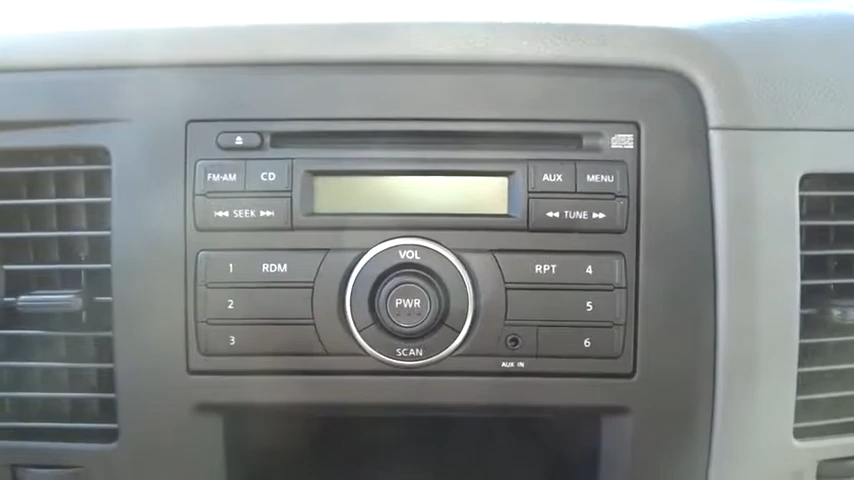 FM·AM CD AUX MENU
SEEK TUNE
1 RDM VOL RPT 4
2 PWR 5
3 SCAN 6
AUX IN